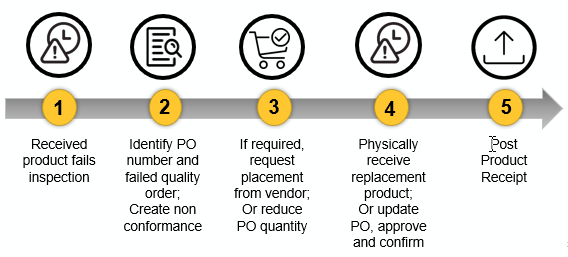 1
2
3
4
5
Received
product fails
inspection
Identify PO
number and
failed quality
order;
Create non
conformance
If required,
request
placement
from vendor;
Or reduce
PO quantity
Physically
receive
replacement
product;
Or update
PO, approve
and confirm
Post
Product
Receipt